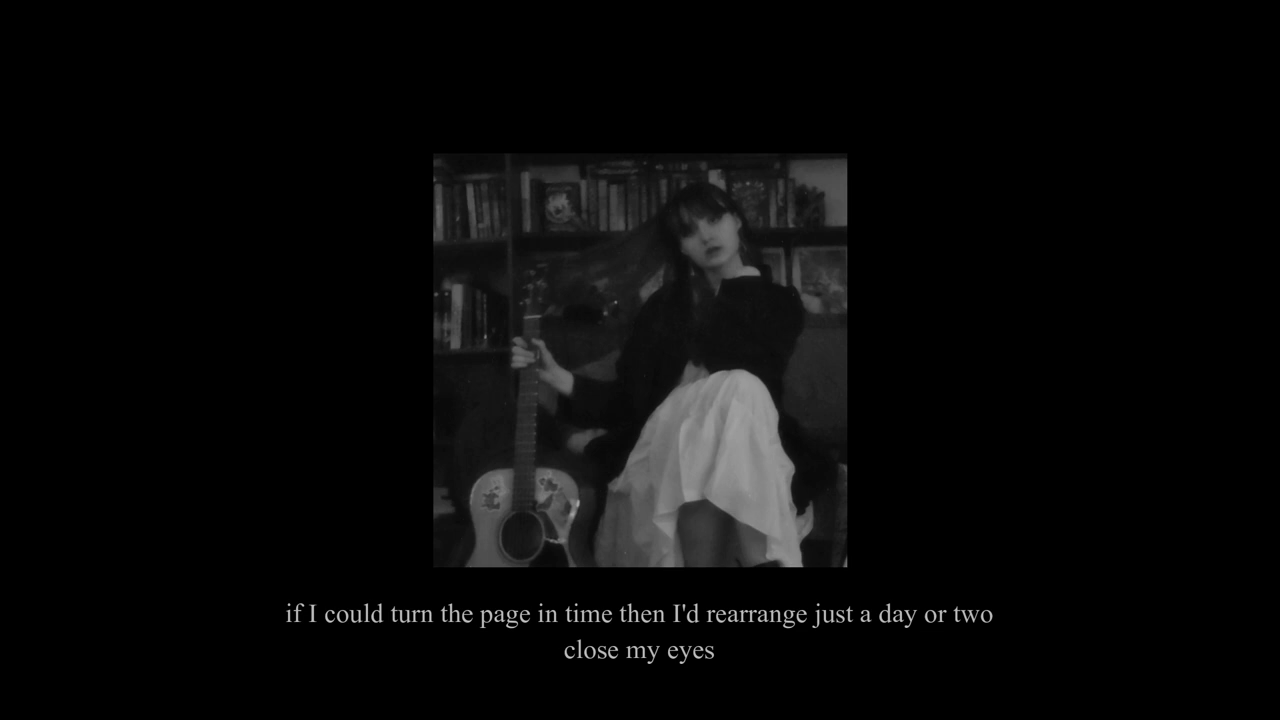 if I could turn the page in time then I'd rearrange just a day or two
close my eyes